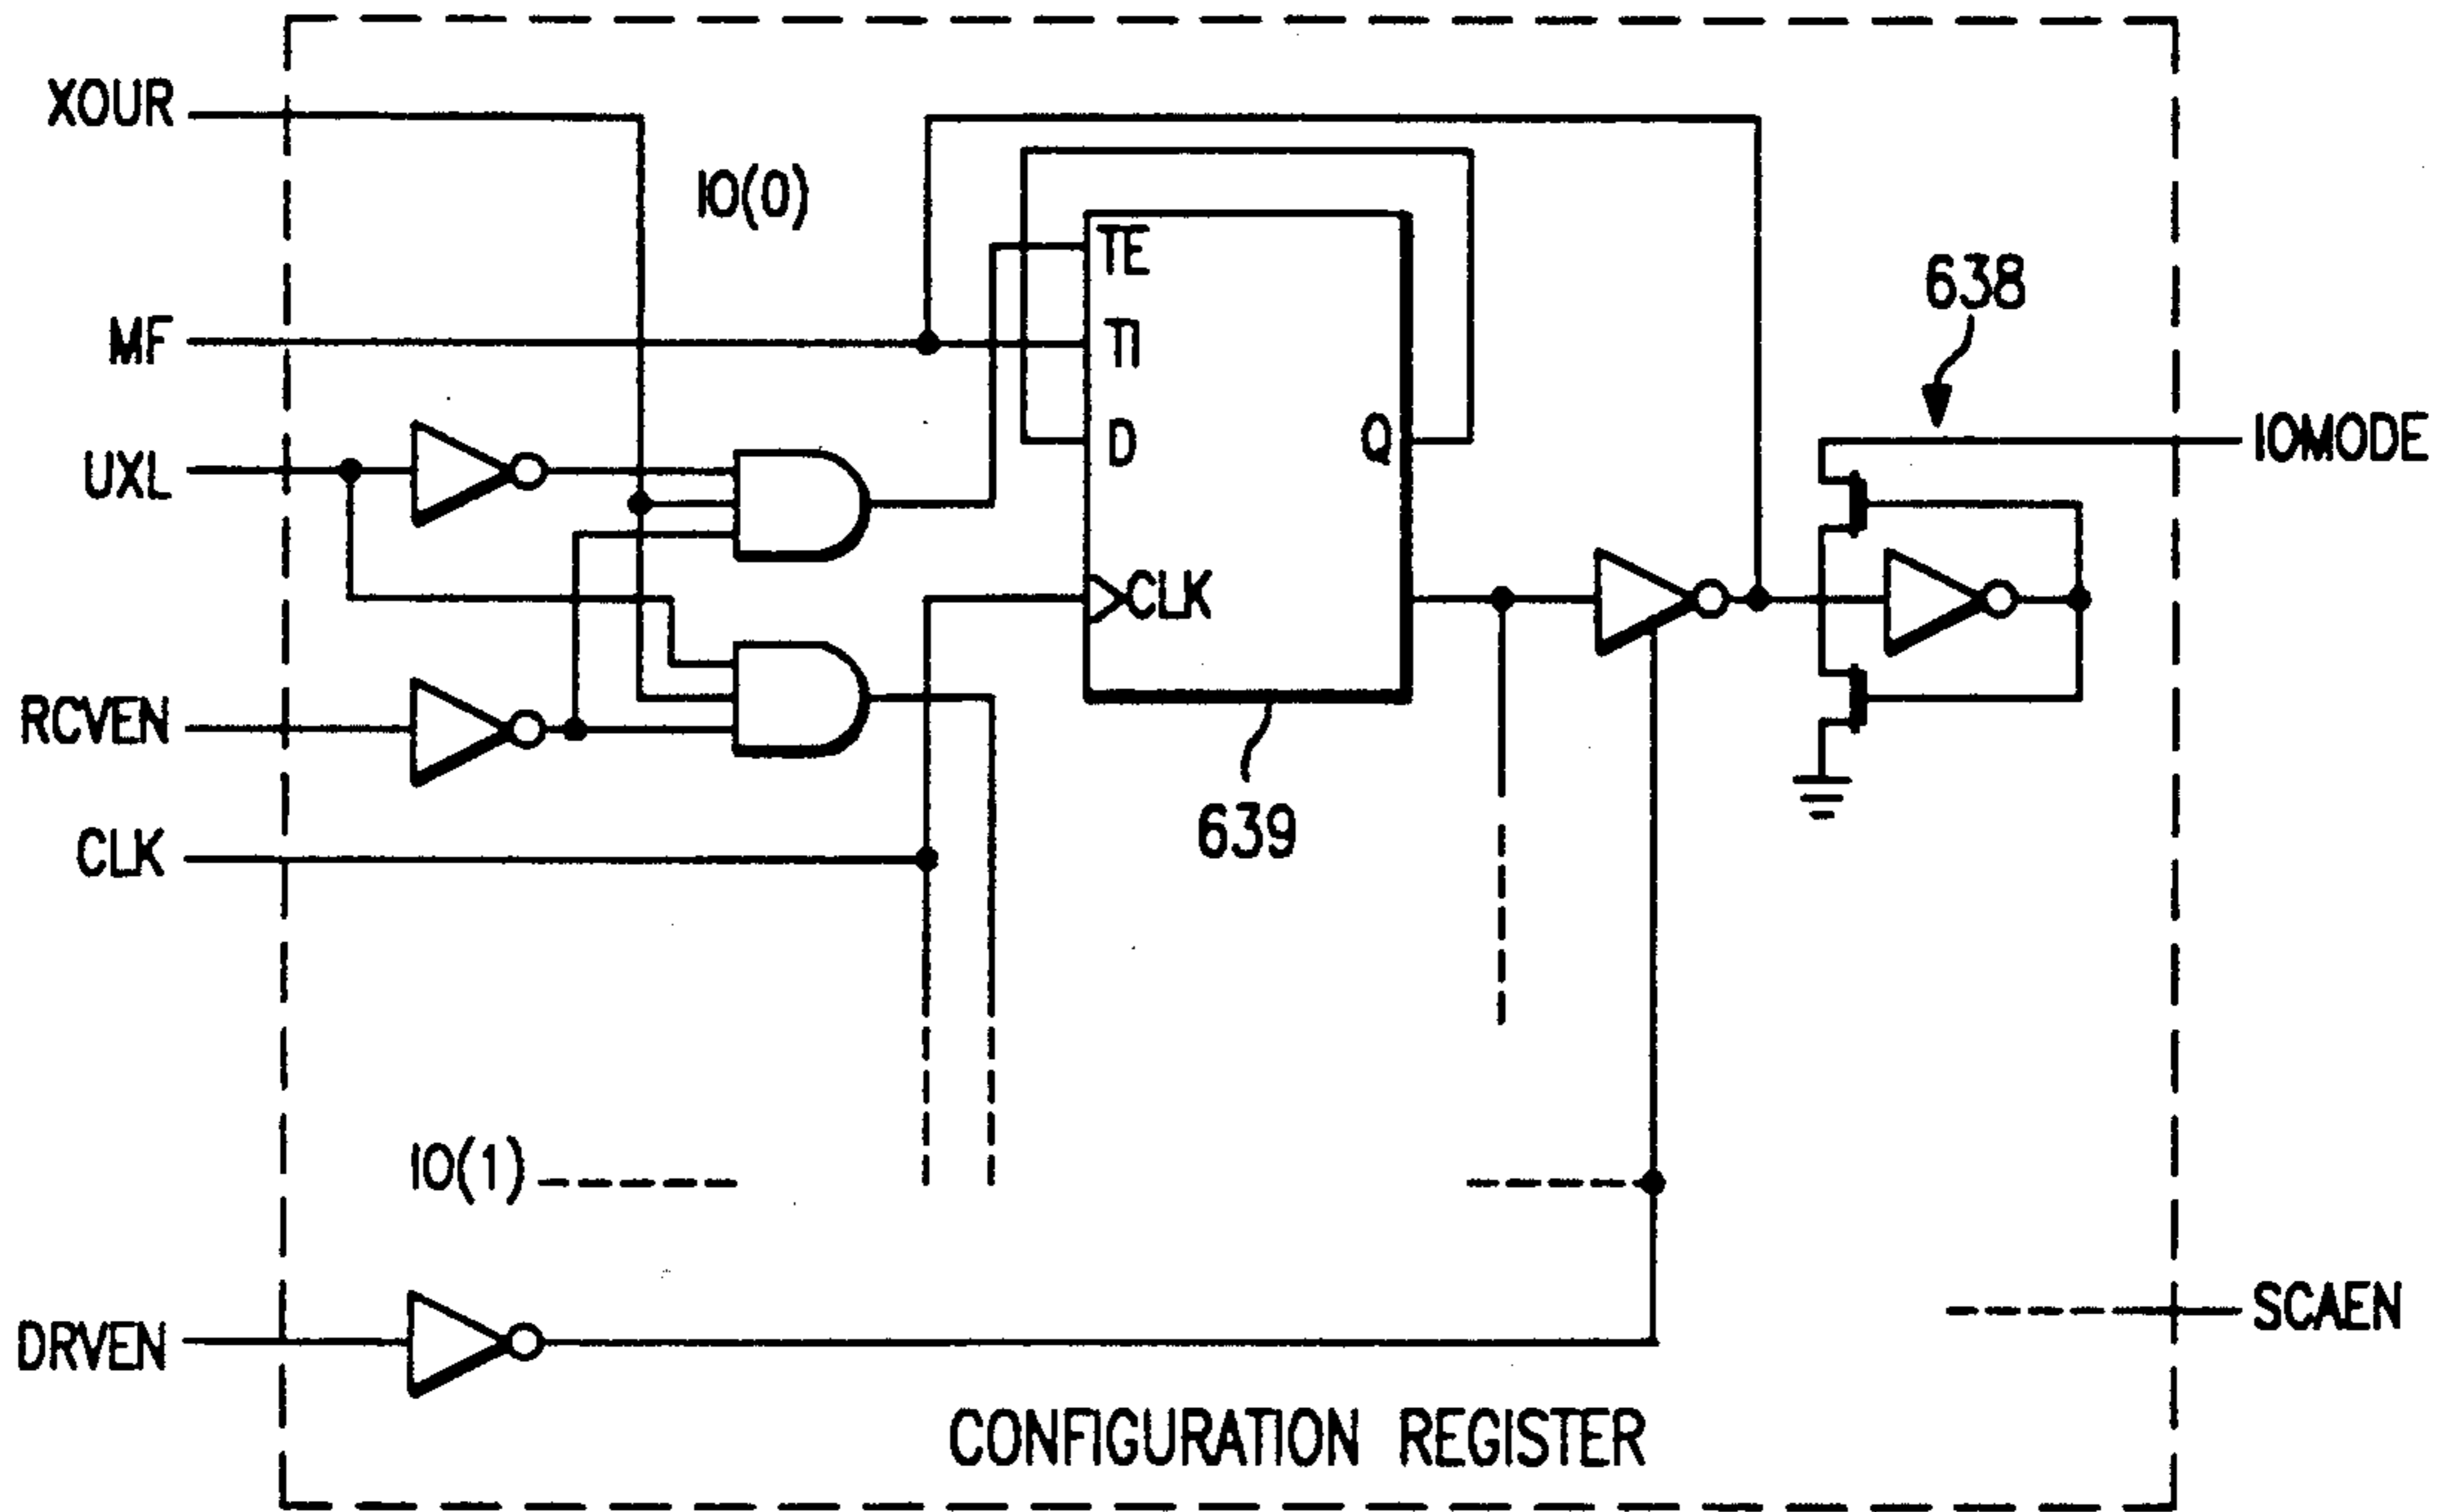 XOUR
IO(0)
TE
638
MF
TI
IOMODE
UXL
D
Q
CLK
RCVEN
639
CLK
IO(1)
SCAEN
DRVEN
CONFIGURATION REGISTER